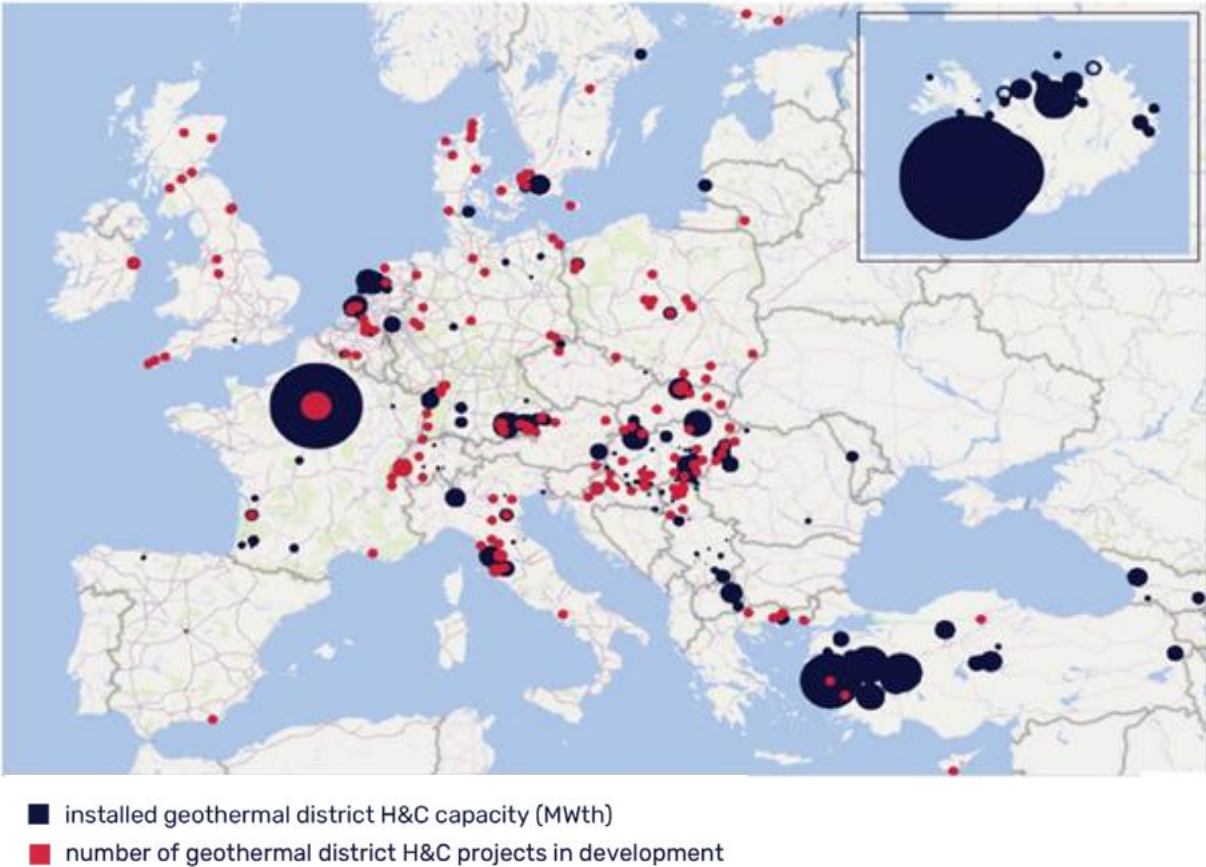 installed geothermal district H&C capacity (MWth)
number of geothermal district H&C projects in development